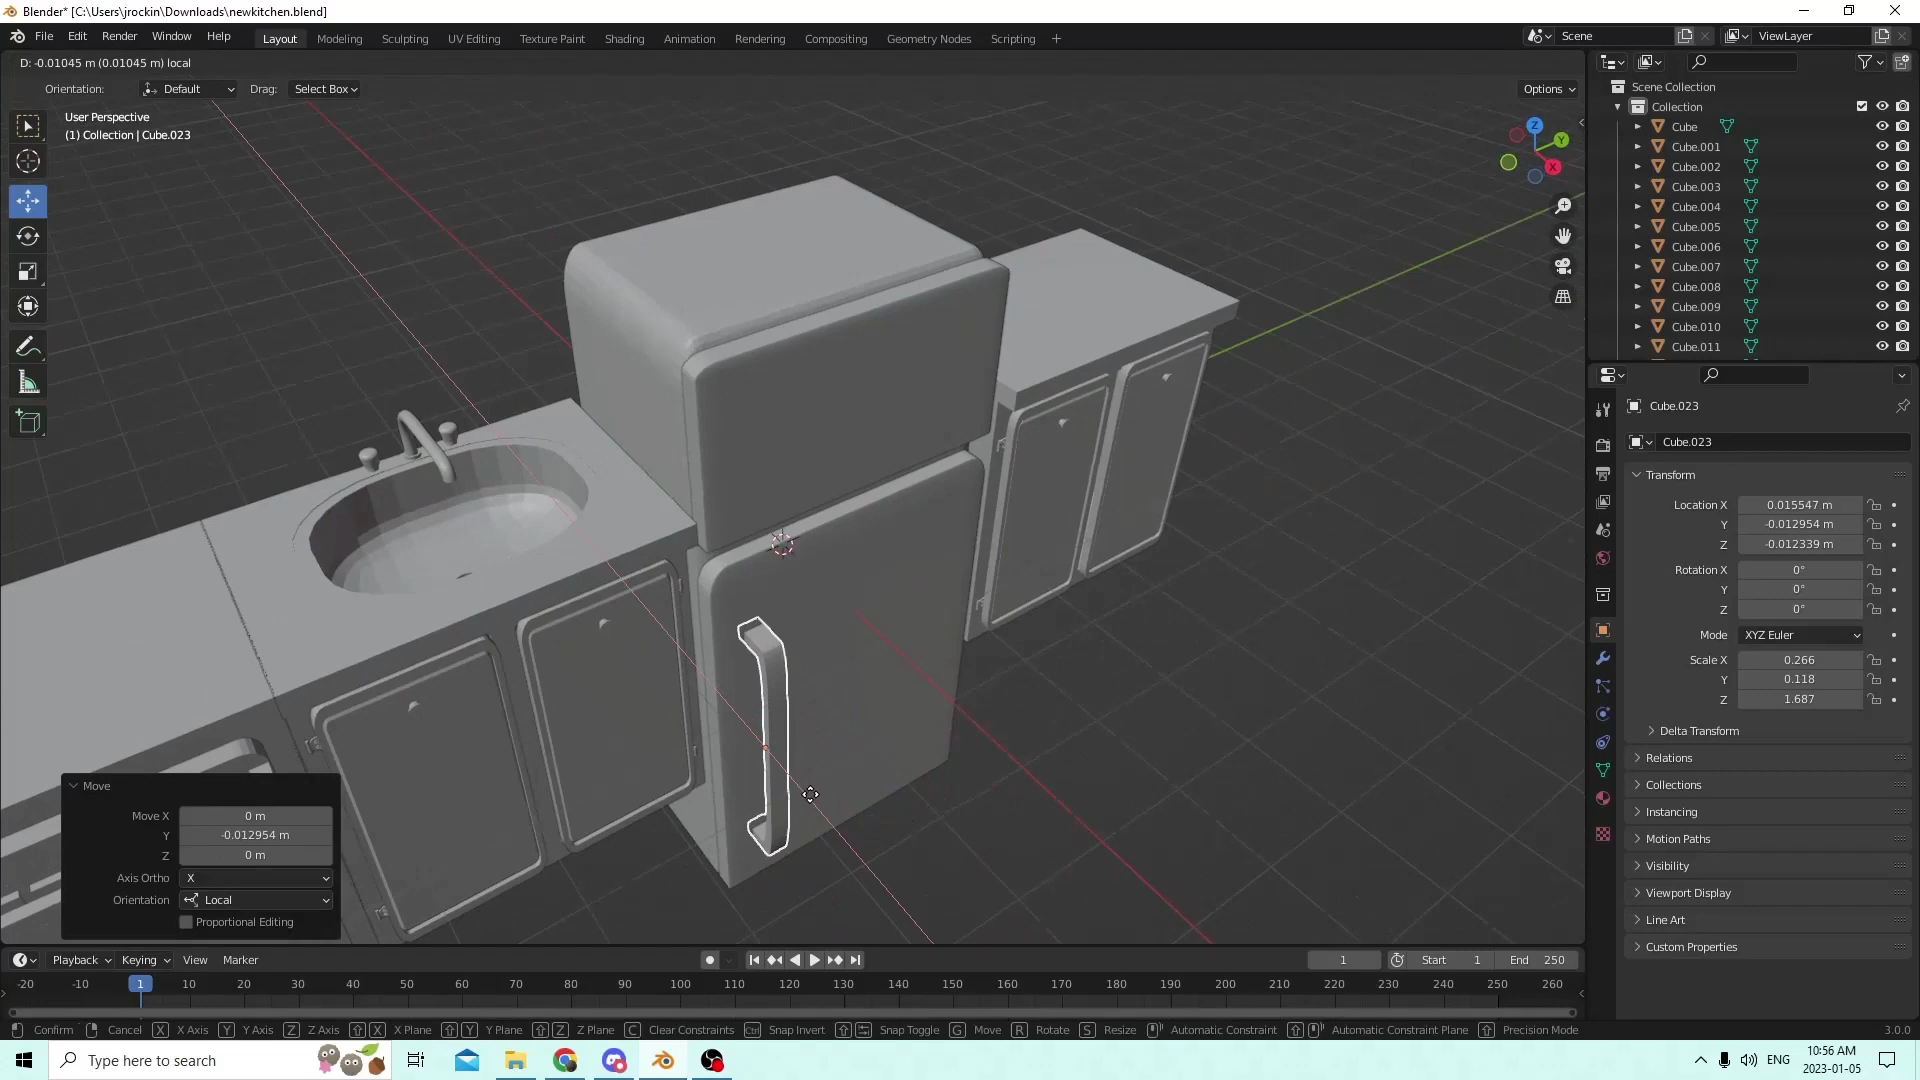 Blender* [C:\Users\jrockin\Downloads\newkitchen.blend]
File Edit Render Window Help Layout Modeling Sculpting UV Editing Texture Paint Shading Animation Rendering Compositing Geometry Nodes Scripting + Scene ViewLayer
D: -0.01045 m (0.01045 m) local
Orientation: Default Drag: Select Box Options
User Perspective
(1) Collection | Cube.023
Z
Y
X
Scene Collection
Collection
Cube
Cube.001
Cube.002
Cube.003
Cube.004
Cube.005
Cube.006
Cube.007
Cube.008
Cube.009
Cube.010
Cube.011
Cube.023
Cube.023
Transform
Location X 0.015547 m
Y -0.012954 m
Z -0.012339 m
Rotation X 0°
Y 0°
Z 0°
Mode XYZ Euler
Scale X 0.266
Y 0.118
Z 1.687
Delta Transform
Relations
Collections
Instancing
Motion Paths
Visibility
Viewport Display
Line Art
Custom Properties
Move
Move X 0 m
Y -0.012954 m
Z 0 m
Axis Ortho X
Orientation Local
Proportional Editing
Playback Keying View Marker 1 Start 1 End 250
-20 -10 1 10 20 30 40 50 60 70 80 90 100 110 120 130 140 150 160 170 180 190 200 210 220 230 240 250 260
Confirm Cancel X X Axis Y Y Axis Z Z Axis X X Plane Y Y Plane Z Z Plane C Clear Constraints Ctrl Snap Invert Snap Toggle G Move R Rotate S Resize Automatic Constraint Automatic Constraint Plane Precision Mode 3.0.0
Type here to search
ENG
10:56 AM
2023-01-05